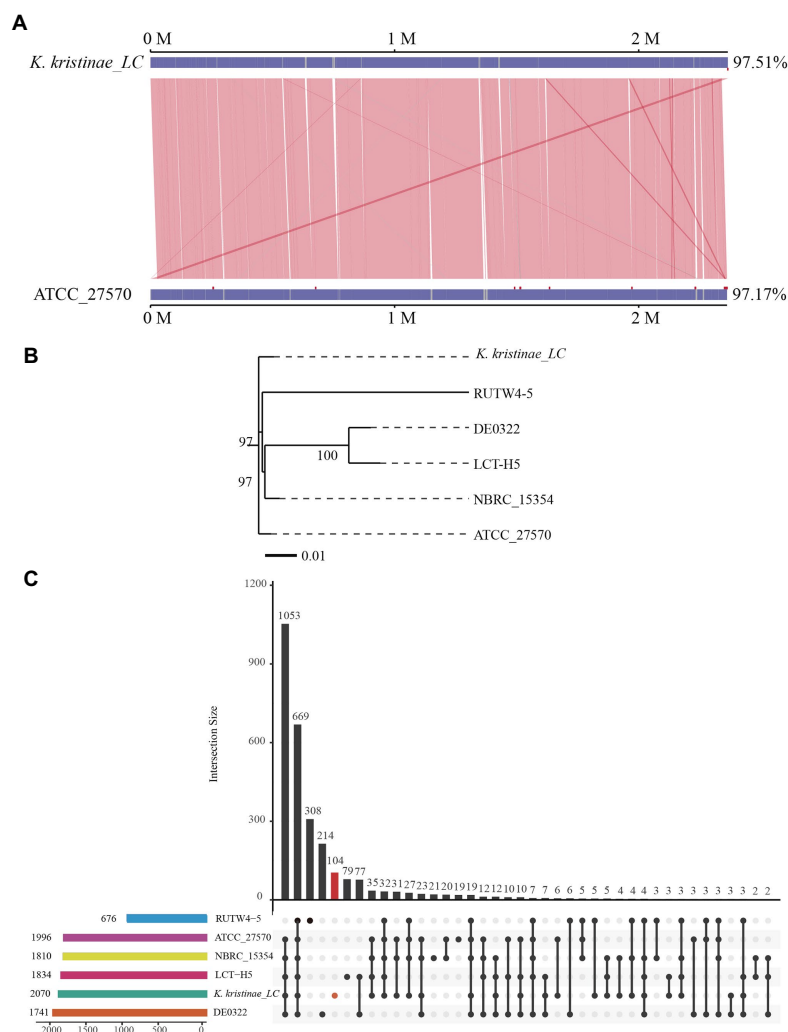 A
0 M 1 M 2 M
K. kristinae_LC 97.51%
ATCC_27570 97.17%
0 M 1 M 2 M
B
K. kristinae_LC
RUTW4-5
97
DE0322
100
LCT-H5
97
NBRC_15354
ATCC_27570
0.01
C
1200
1053
900
669
600
Intersection Size
308
300
214
104
79 77
35 32 31 27 23 21 20 19 19 12 12 10 10 7 7 6 6 5 5 4 4 4 3 3 3 3 3 3 3 3 2 2
0
676 RUTW4−5
1996 ATCC_27570
1810 NBRC_15354
1834 LCT−H5
2070 K. kristinae_LC
1741 DE0322
2000 1500 1000 500 0